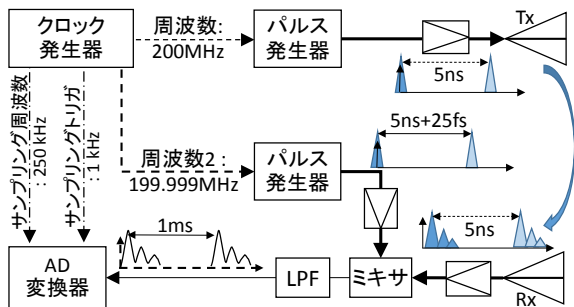 クロック
発生器
周波数:
200MHz
パルス
発生器
Tx
5ns
サンプリング周波数
: 250 kHz
サンプリングトリガ
: 1 kHz
5ns+25fs
周波数2 :
199.999MHz
パルス
発生器
1ms
5ns
AD
変換器
LPF
ミキサ
Rx